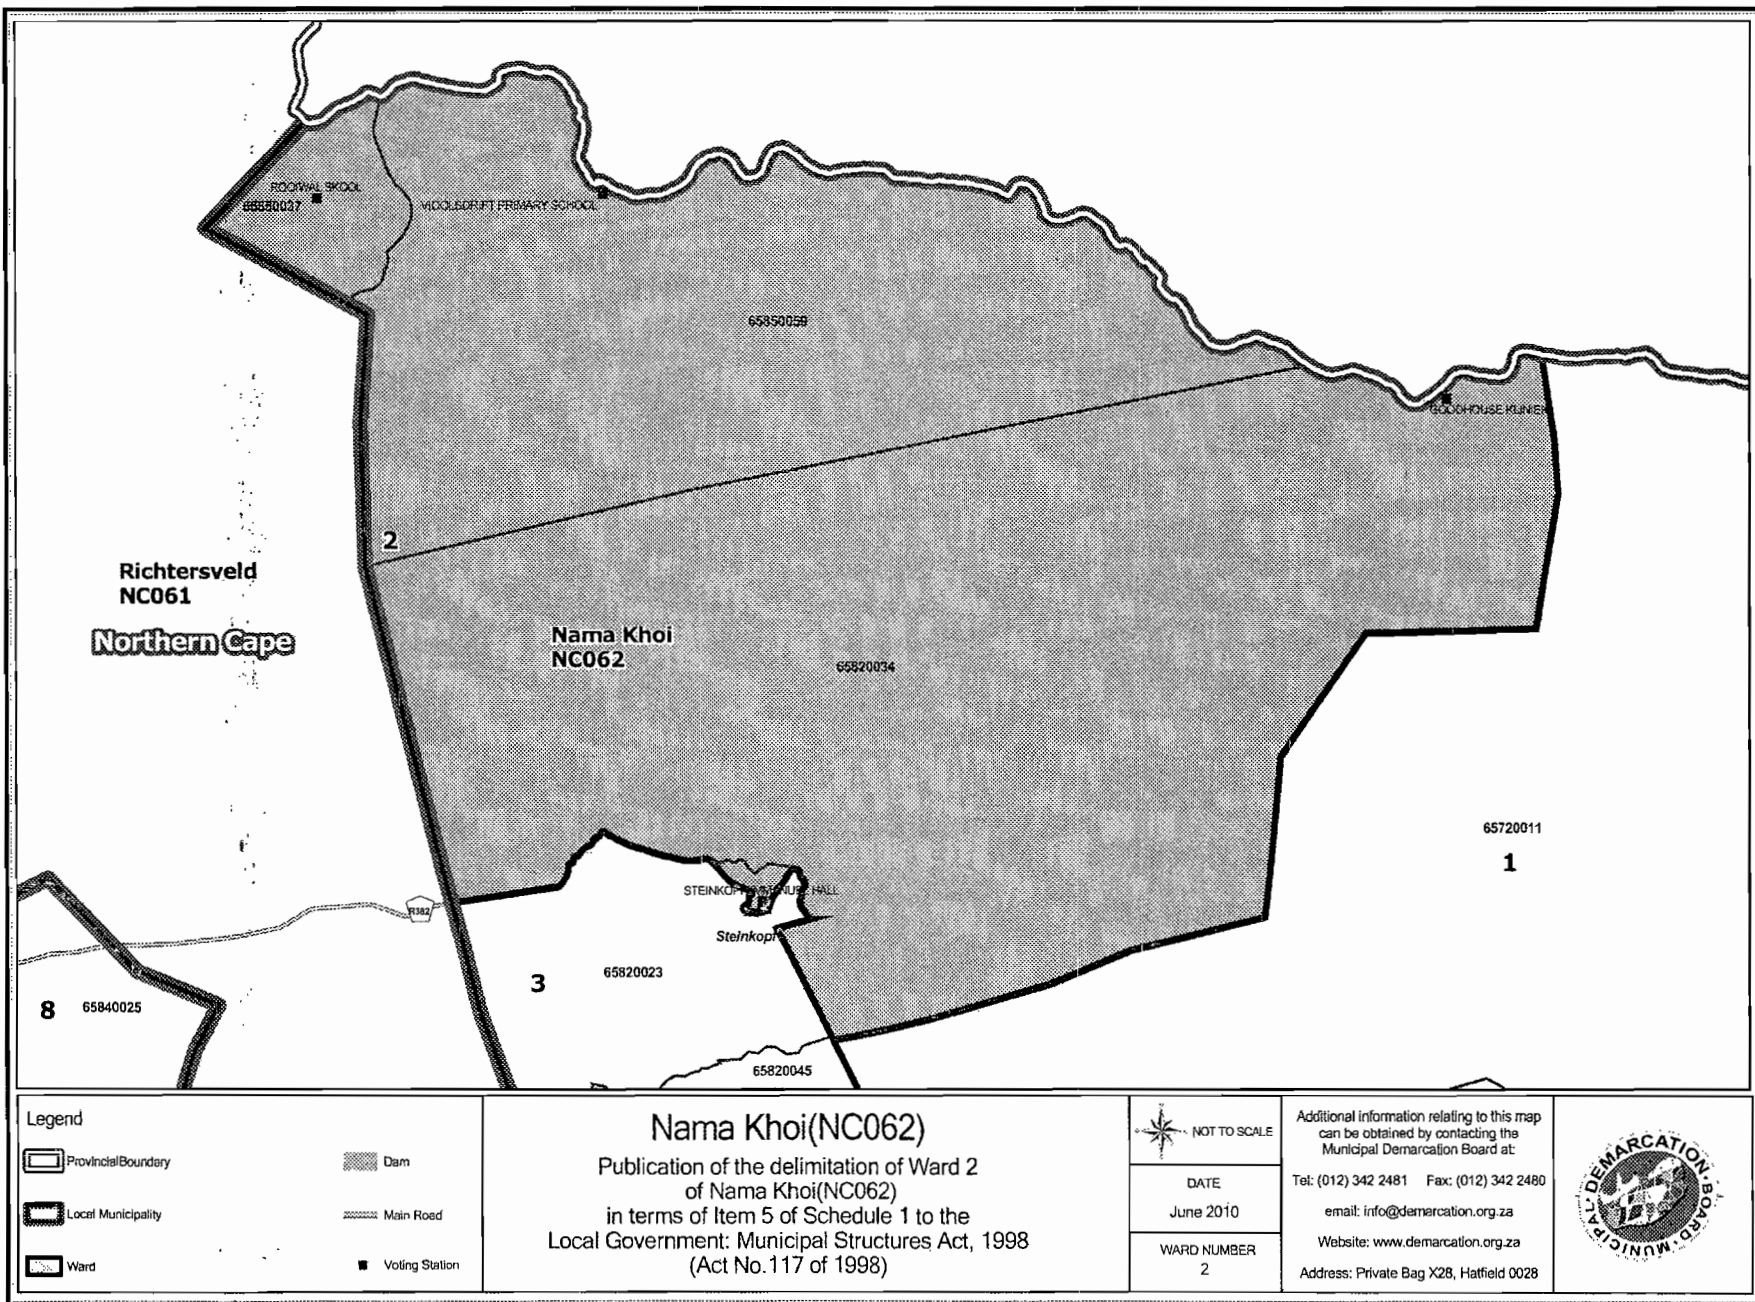 ROOIWAL SKOOL
VIOOLSDRIFT PRIMARY SCHOOL
65850059
GOODHOUSE KLINIEK
2
Richtersveld
NC061
Northern Cape
Nama Khoi
NC062
65820034
65720011
1
R382
Steinkopf
3
65820023
8
65840025
65820045
Legend
Provincial Boundary
Local Municipality
Ward
Dam
Main Road
Voting Station
Nama Khoi(NC062)
Publication of the delimitation of Ward 2
of Nama Khoi(NC062)
in terms of Item 5 of Schedule 1 to the
Local Government: Municipal Structures Act, 1998
(Act No.117 of 1998)
NOT TO SCALE
DATE
June 2010
WARD NUMBER
2
Additional information relating to this map
can be obtained by contacting the
Municipal Demarcation Board at:
Tel: (012) 342 2481 Fax: (012) 342 2480
email: info@demarcation.org.za
Website: www.demarcation.org.za
Address: Private Bag X28, Hatfield 0028
MUNICIPAL DEMARCATION BOARD